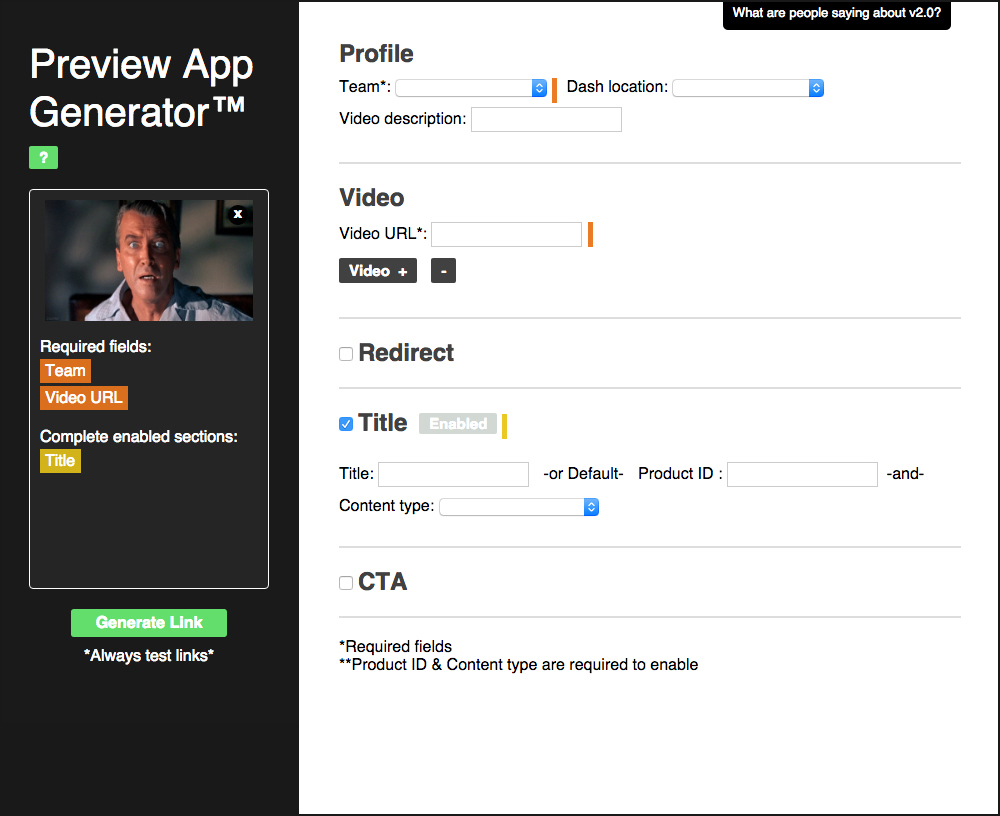 Preview App
Generator™
?
x
Required fields:
Team
Video URL
Complete enabled sections:
Title
Generate Link
*Always test links*
What are people saying about v2.0?
Profile
Team*: Dash location:
Video description:
Video
Video URL*:
Video + -
Redirect
Title Enabled
Title: -or Default- Product ID : -and-
Content type:
CTA
*Required fields
**Product ID & Content type are required to enable